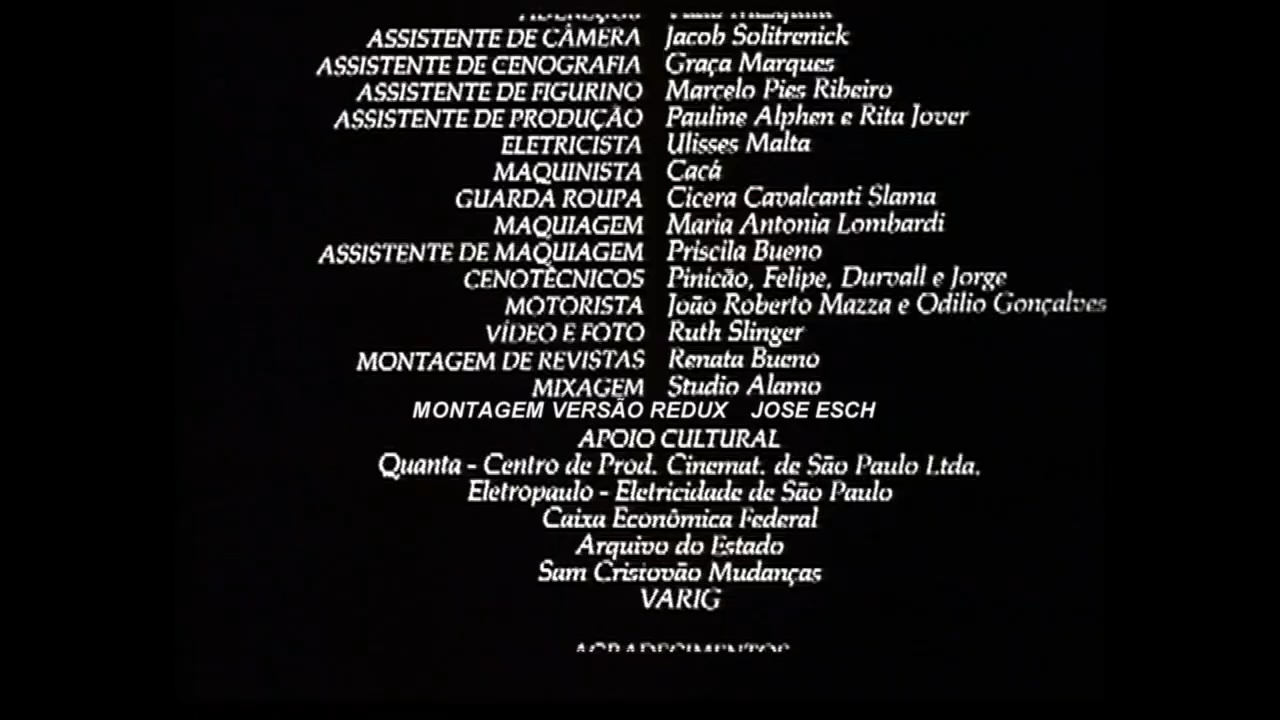 ASSISTENTE DE CÂMERA Jacob Solitrenick
ASSISTENTE DE CENOGRAFIA Graça Marques
ASSISTENTE DE FIGURINO Marcelo Pies Ribeiro
ASSISTENTE DE PRODUÇÃO Pauline Alphen e Rita Jover
ELETRICISTA Ulisses Malta
MAQUINISTA Cacá
GUARDA ROUPA Cicera Cavalcanti Slama
MAQUIAGEM Maria Antonia Lombardi
ASSISTENTE DE MAQUIAGEM Priscila Bueno
CENOTÈCNICOS Pinicão, Felipe, Durvall e Jorge
MOTORISTA João Roberto Mazza e Odilio Gonçalves
VÍDEO E FOTO Ruth Slinger
MONTAGEM DE REVISTAS Renata Bueno
MIXAGEM Studio Alamo
MONTAGEM VERSÃO REDUX JOSE ESCH
APOIO CULTURAL
Quanta - Centro de Prod. Cinemat. de São Paulo Ltda.
Eletropaulo - Eletricidade de São Paulo
Caixa Econômica Federal
Arquivo do Estado
Sam Cristovão Mudanças
VARIG
AGRADECIMENTOS